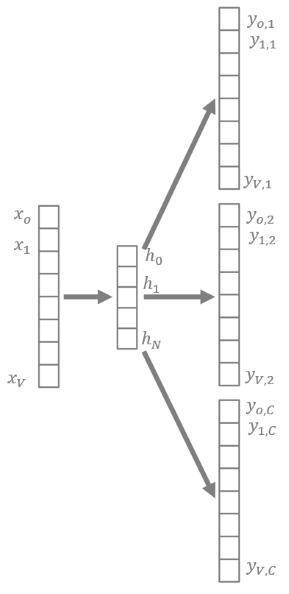 y_{o,1}
y_{1,1}
y_{V,1}
x_o
x_1
x_V
h_0
h_1
h_N
y_{o,2}
y_{1,2}
y_{V,2}
y_{o,C}
y_{1,C}
y_{V,C}